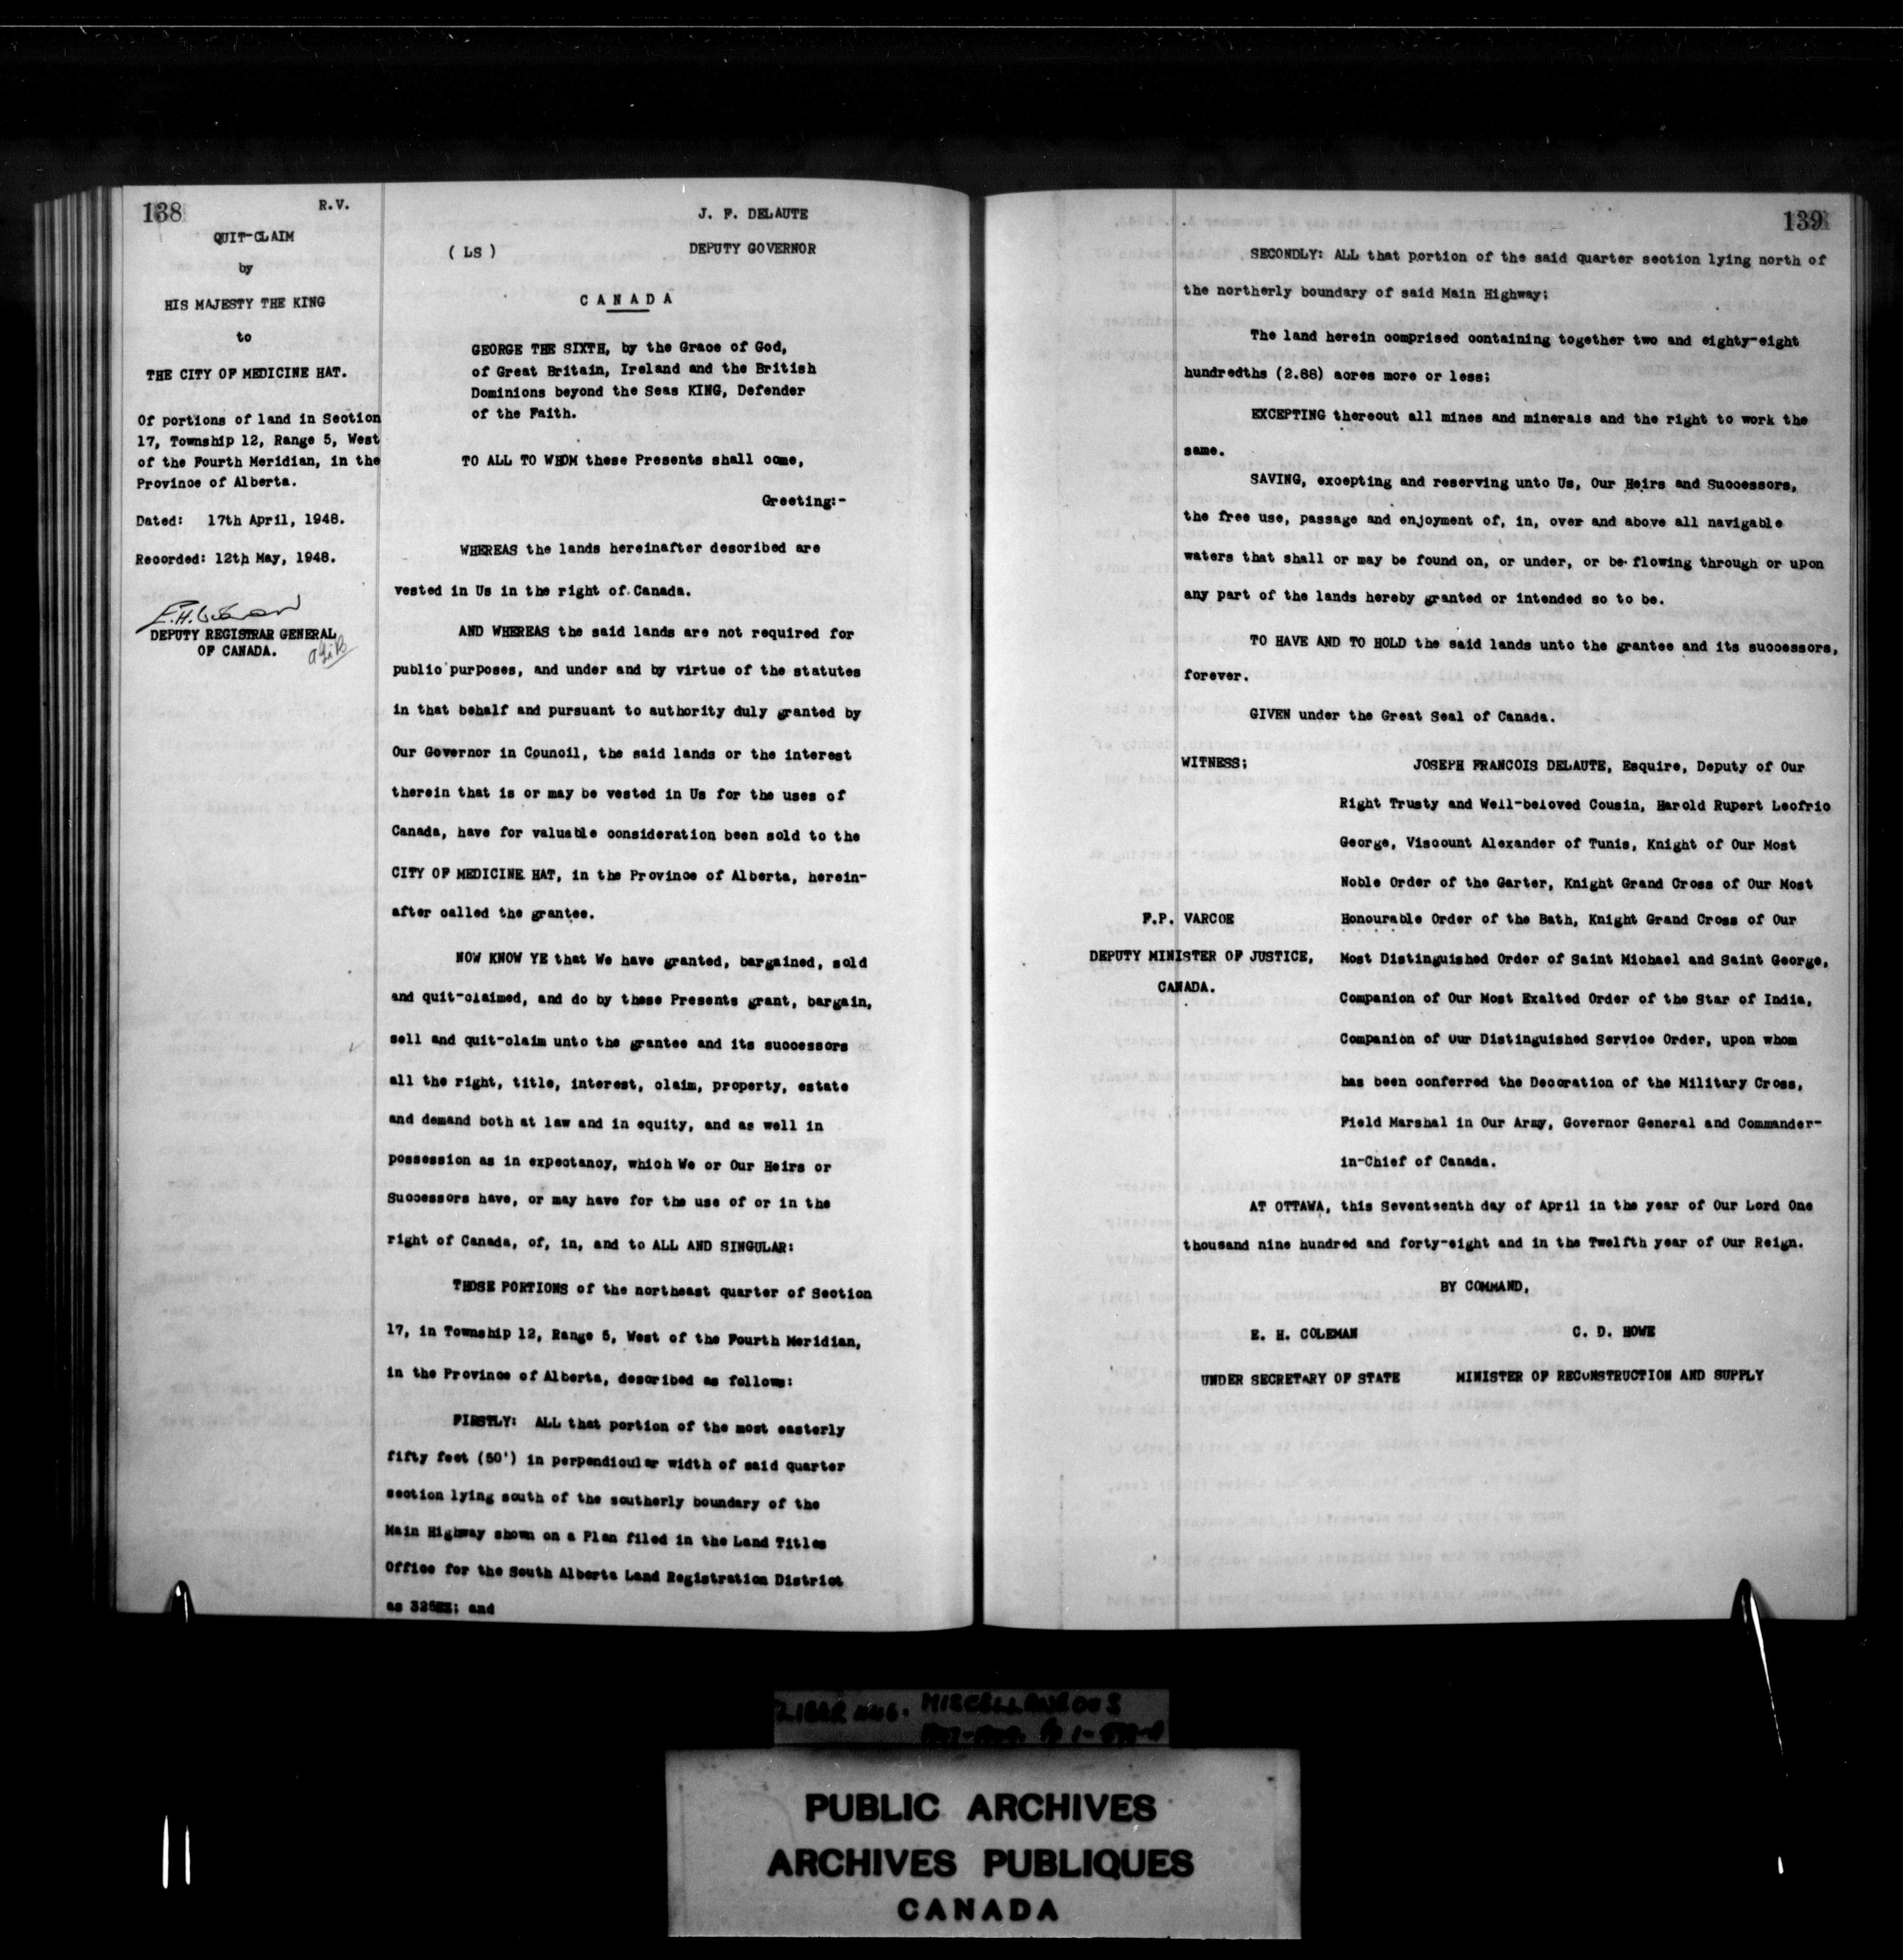 138
R.V.
QUIT-CLAIM
by
HIS MAJESTY THE KING
to
THE CITY OF MEDICINE HAT.
Of portions of land in Section
17, Township 12, Range 5, West
of the Fourth Meridian, in the
Province of Alberta.
Dated: 17th April, 1948.
Recorded: 12th May, 1948.
DEPUTY REGISTRAR GENERAL
OF CANADA.
J. F. DELAUTE
( LS ) DEPUTY GOVERNOR
CANADA
GEORGE THE SIXTH, by the Grace of God,
of Great Britain, Ireland and the British
Dominions beyond the Seas KING, Defender
of the Faith.
TO ALL TO WHOM these Presents shall come,
Greeting:-
WHEREAS the lands hereinafter described are
vested in Us in the right of Canada.
AND WHEREAS the said lands are not required for
public purposes, and under and by virtue of the statutes
in that behalf and pursuant to authority duly granted by
Our Governor in Council, the said lands or the interest
therein that is or may be vested in Us for the uses of
Canada, have for valuable consideration been sold to the
CITY OF MEDICINE HAT, in the Province of Alberta, herein-
after called the grantee.
NOW KNOW YE that We have granted, bargained, sold
and quit-claimed, and do by these Presents grant, bargain,
sell and quit-claim unto the grantee and its successors
all the right, title, interest, claim, property, estate
and demand both at law and in equity, and as well in
possession as in expectancy, which We or Our Heirs or
Successors have, or may have for the use of or in the
right of Canada, of, in, and to ALL AND SINGULAR:
THOSE PORTIONS of the northeast quarter of Section
17, in Township 12, Range 5, West of the Fourth Meridian,
in the Province of Alberta, described as follows:
FIRSTLY: ALL that portion of the most easterly
fifty feet (50') in perpendicular width of said quarter
section lying south of the southerly boundary of the
Main Highway shown on a Plan filed in the Land Titles
Office for the South Alberta Land Registration District
as and
139
SECONDLY: ALL that portion of the said quarter section lying north of
the northerly boundary of said Main Highway;
The land herein comprised containing together two and eighty-eight
hundredths (2.88) acres more or less;
EXCEPTING thereout all mines and minerals and the right to work the
same.
SAVING, excepting and reserving unto Us, Our Heirs and Successors,
the free use, passage and enjoyment of, in, over and above all navigable
waters that shall or may be found on, or under, or be flowing through or upon
any part of the lands hereby granted or intended so to be.
TO HAVE AND TO HOLD the said lands unto the grantee and its successors,
forever.
GIVEN under the Great Seal of Canada.
WITNESS: JOSEPH FRANCOIS DELAUTE, Esquire, Deputy of Our
Right Trusty and Well-beloved Cousin, Harold Rupert Leofric
George, Viscount Alexander of Tunis, Knight of Our Most
Noble Order of the Garter, Knight Grand Cross of Our Most
F.P. VARCOE Honourable Order of the Bath, Knight Grand Cross of Our
DEPUTY MINISTER OF JUSTICE, Most Distinguished Order of Saint Michael and Saint George,
CANADA. Companion of Our Most Exalted Order of the Star of India,
Companion of Our Distinguished Service Order, upon whom
has been conferred the Decoration of the Military Cross,
Field Marshal in Our Army, Governor General and Commander-
in-Chief of Canada.
AT OTTAWA, this Seventeenth day of April in the year of Our Lord One
thousand nine hundred and forty-eight and in the Twelfth year of Our Reign.
BY COMMAND,
E. H. COLEMAN C. D. HOWE
UNDER SECRETARY OF STATE MINISTER OF RECONSTRUCTION AND SUPPLY
MISCELLANEOUS
PUBLIC ARCHIVES
ARCHIVES PUBLIQUES
CANADA